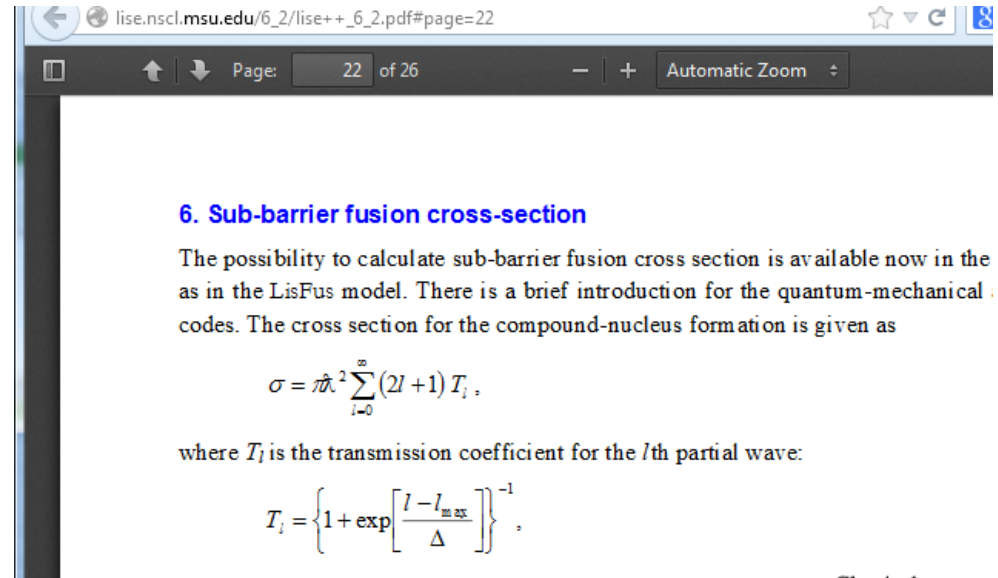 lise.nscl.msu.edu/6_2/lise++_6_2.pdf#page=22
Page: 22 of 26 − + Automatic Zoom
6. Sub-barrier fusion cross-section
The possibility to calculate sub-barrier fusion cross section is available now in the
as in the LisFus model. There is a brief introduction for the quantum-mechanical
codes. The cross section for the compound-nucleus formation is given as
σ = πƛ² ∑_{l=0}^{∞} (2l + 1) T_l ,
where T_l is the transmission coefficient for the lth partial wave:
T_l = {1 + exp[(l − l_max)/Δ]}^{−1} ,